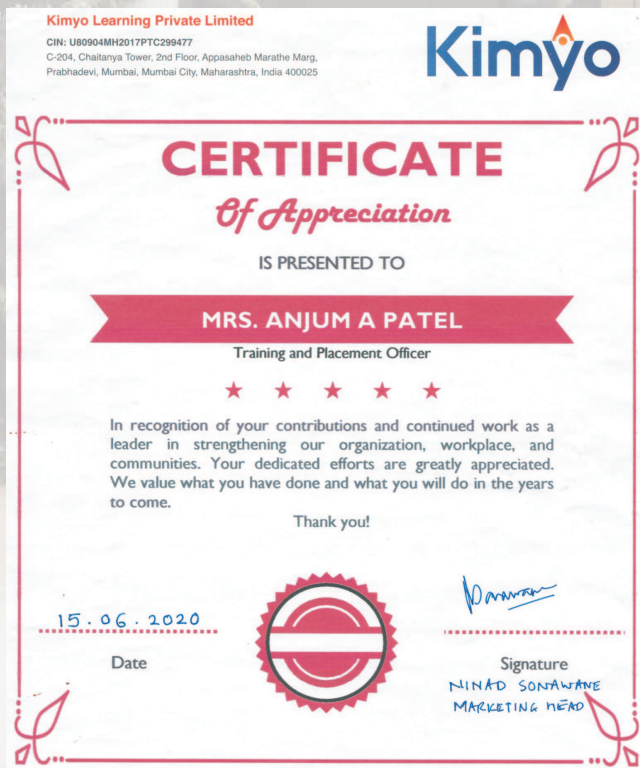 Kimyo Learning Private Limited
CIN: U80904MH2017PTC299477
C-204, Chaitanya Tower, 2nd Floor, Appasaheb Marathe Marg,
Prabhadevi, Mumbai, Mumbai City, Maharashtra, India 400025
Kimyo
CERTIFICATE
Of Appreciation
IS PRESENTED TO
MRS. ANJUM A PATEL
Training and Placement Officer
In recognition of your contributions and continued work as a
leader in strengthening our organization, workplace, and
communities. Your dedicated efforts are greatly appreciated.
We value what you have done and what you will do in the years
to come.
Thank you!
15.06.2020
Date
Signature
NINAD SONAWANE
MARKETING HEAD